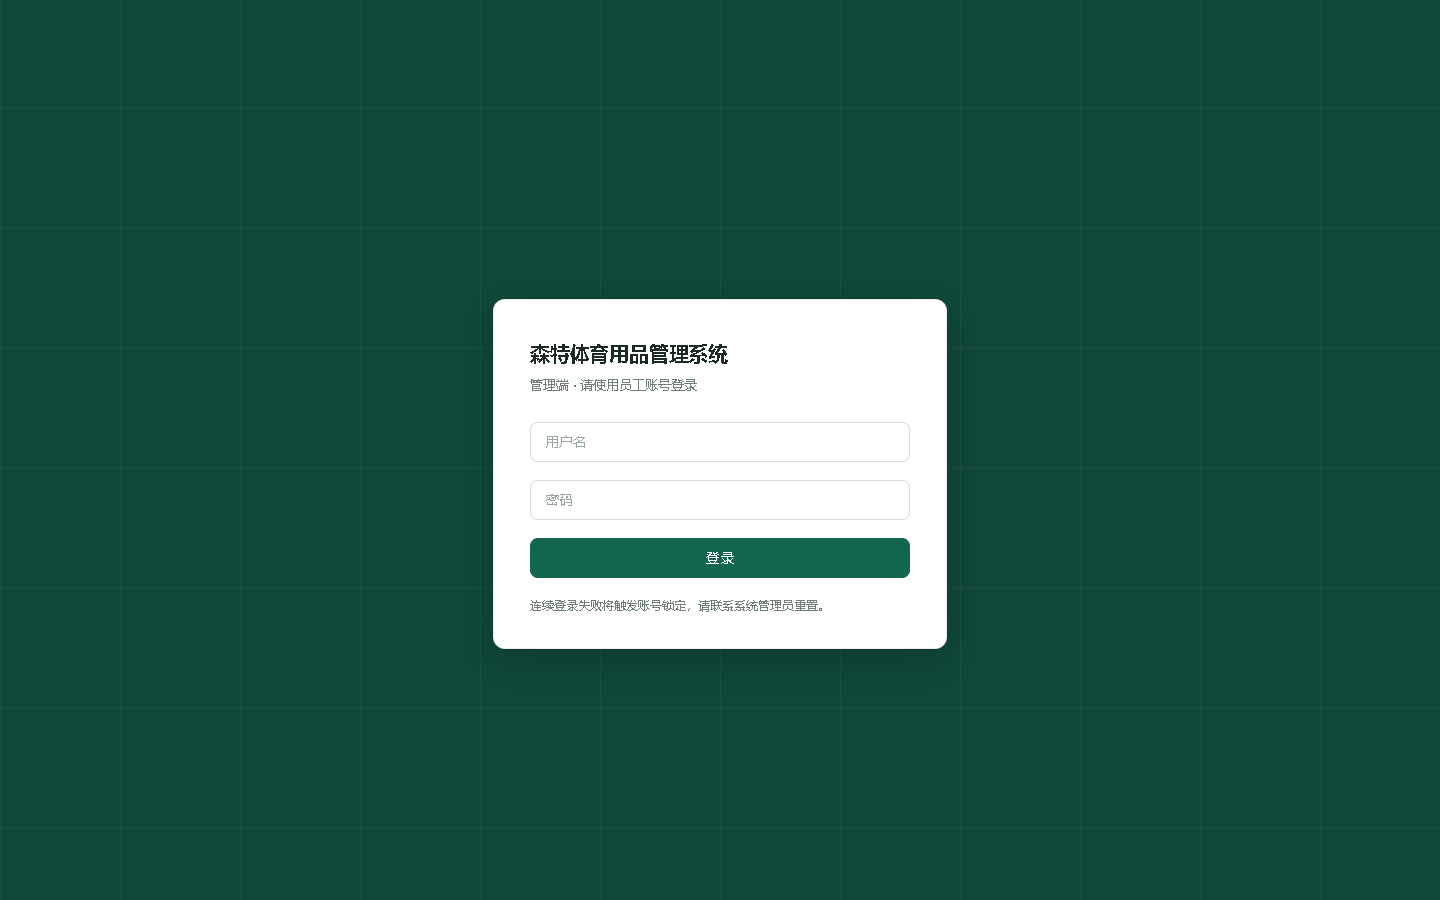 森特体育用品管理系统
管理端 · 请使用员工账号登录
用户名
密码
登录
连续登录失败将触发账号锁定，请联系系统管理员重置。